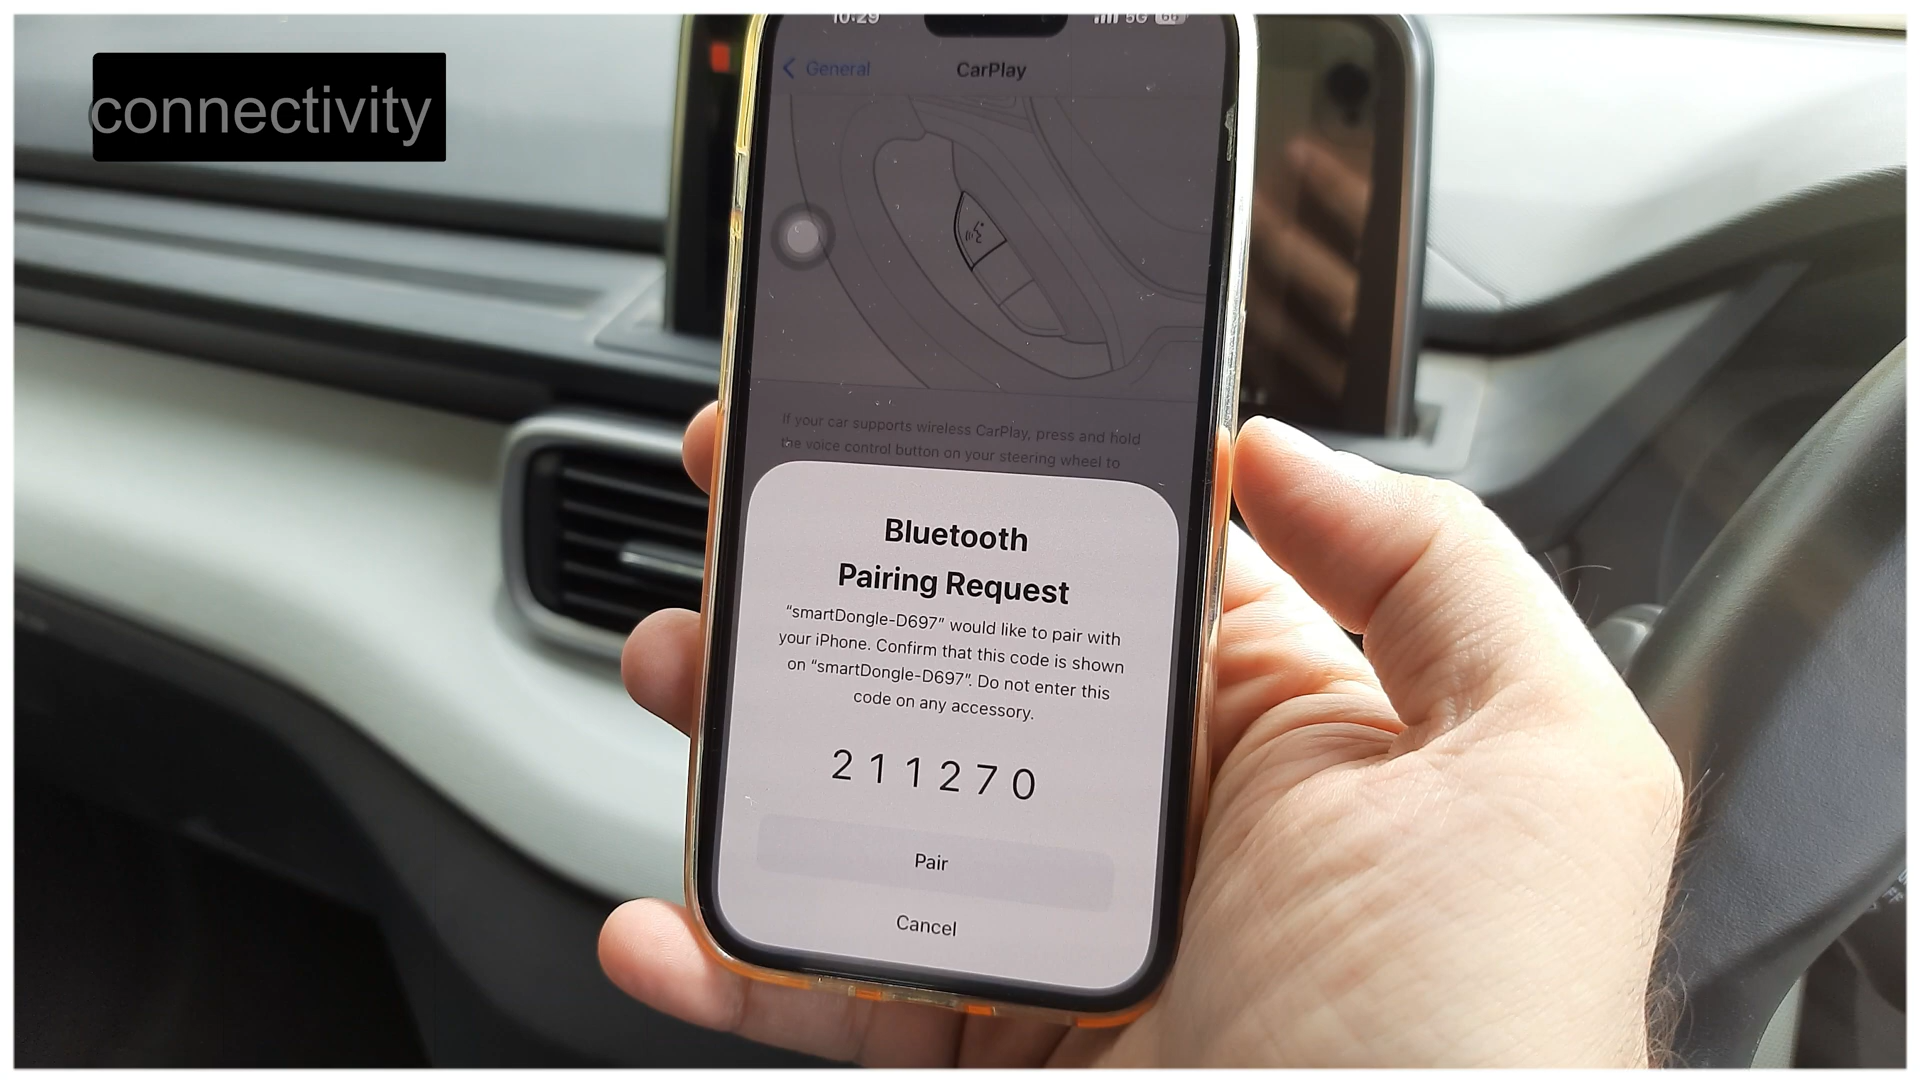 connectivity
10:29
5G 66
General
CarPlay
If your car supports wireless CarPlay, press and hold
the voice control button on your steering wheel to
Bluetooth
Pairing Request
“smartDongle-D697” would like to pair with
your iPhone. Confirm that this code is shown
on “smartDongle-D697”. Do not enter this
code on any accessory.
211270
Pair
Cancel